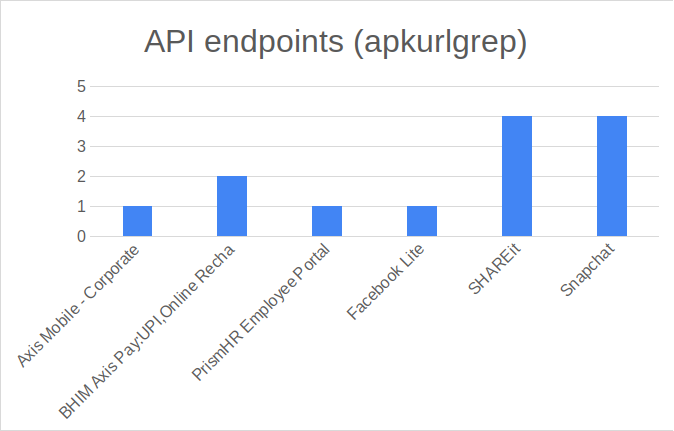 API endpoints (apkurlgrep)
5
4
3
2
1
0
Axis Mobile - Corporate
BHIM Axis Pay:UPI,Online Recha
PrismHR Employee Portal
Facebook Lite
SHAREit
Snapchat